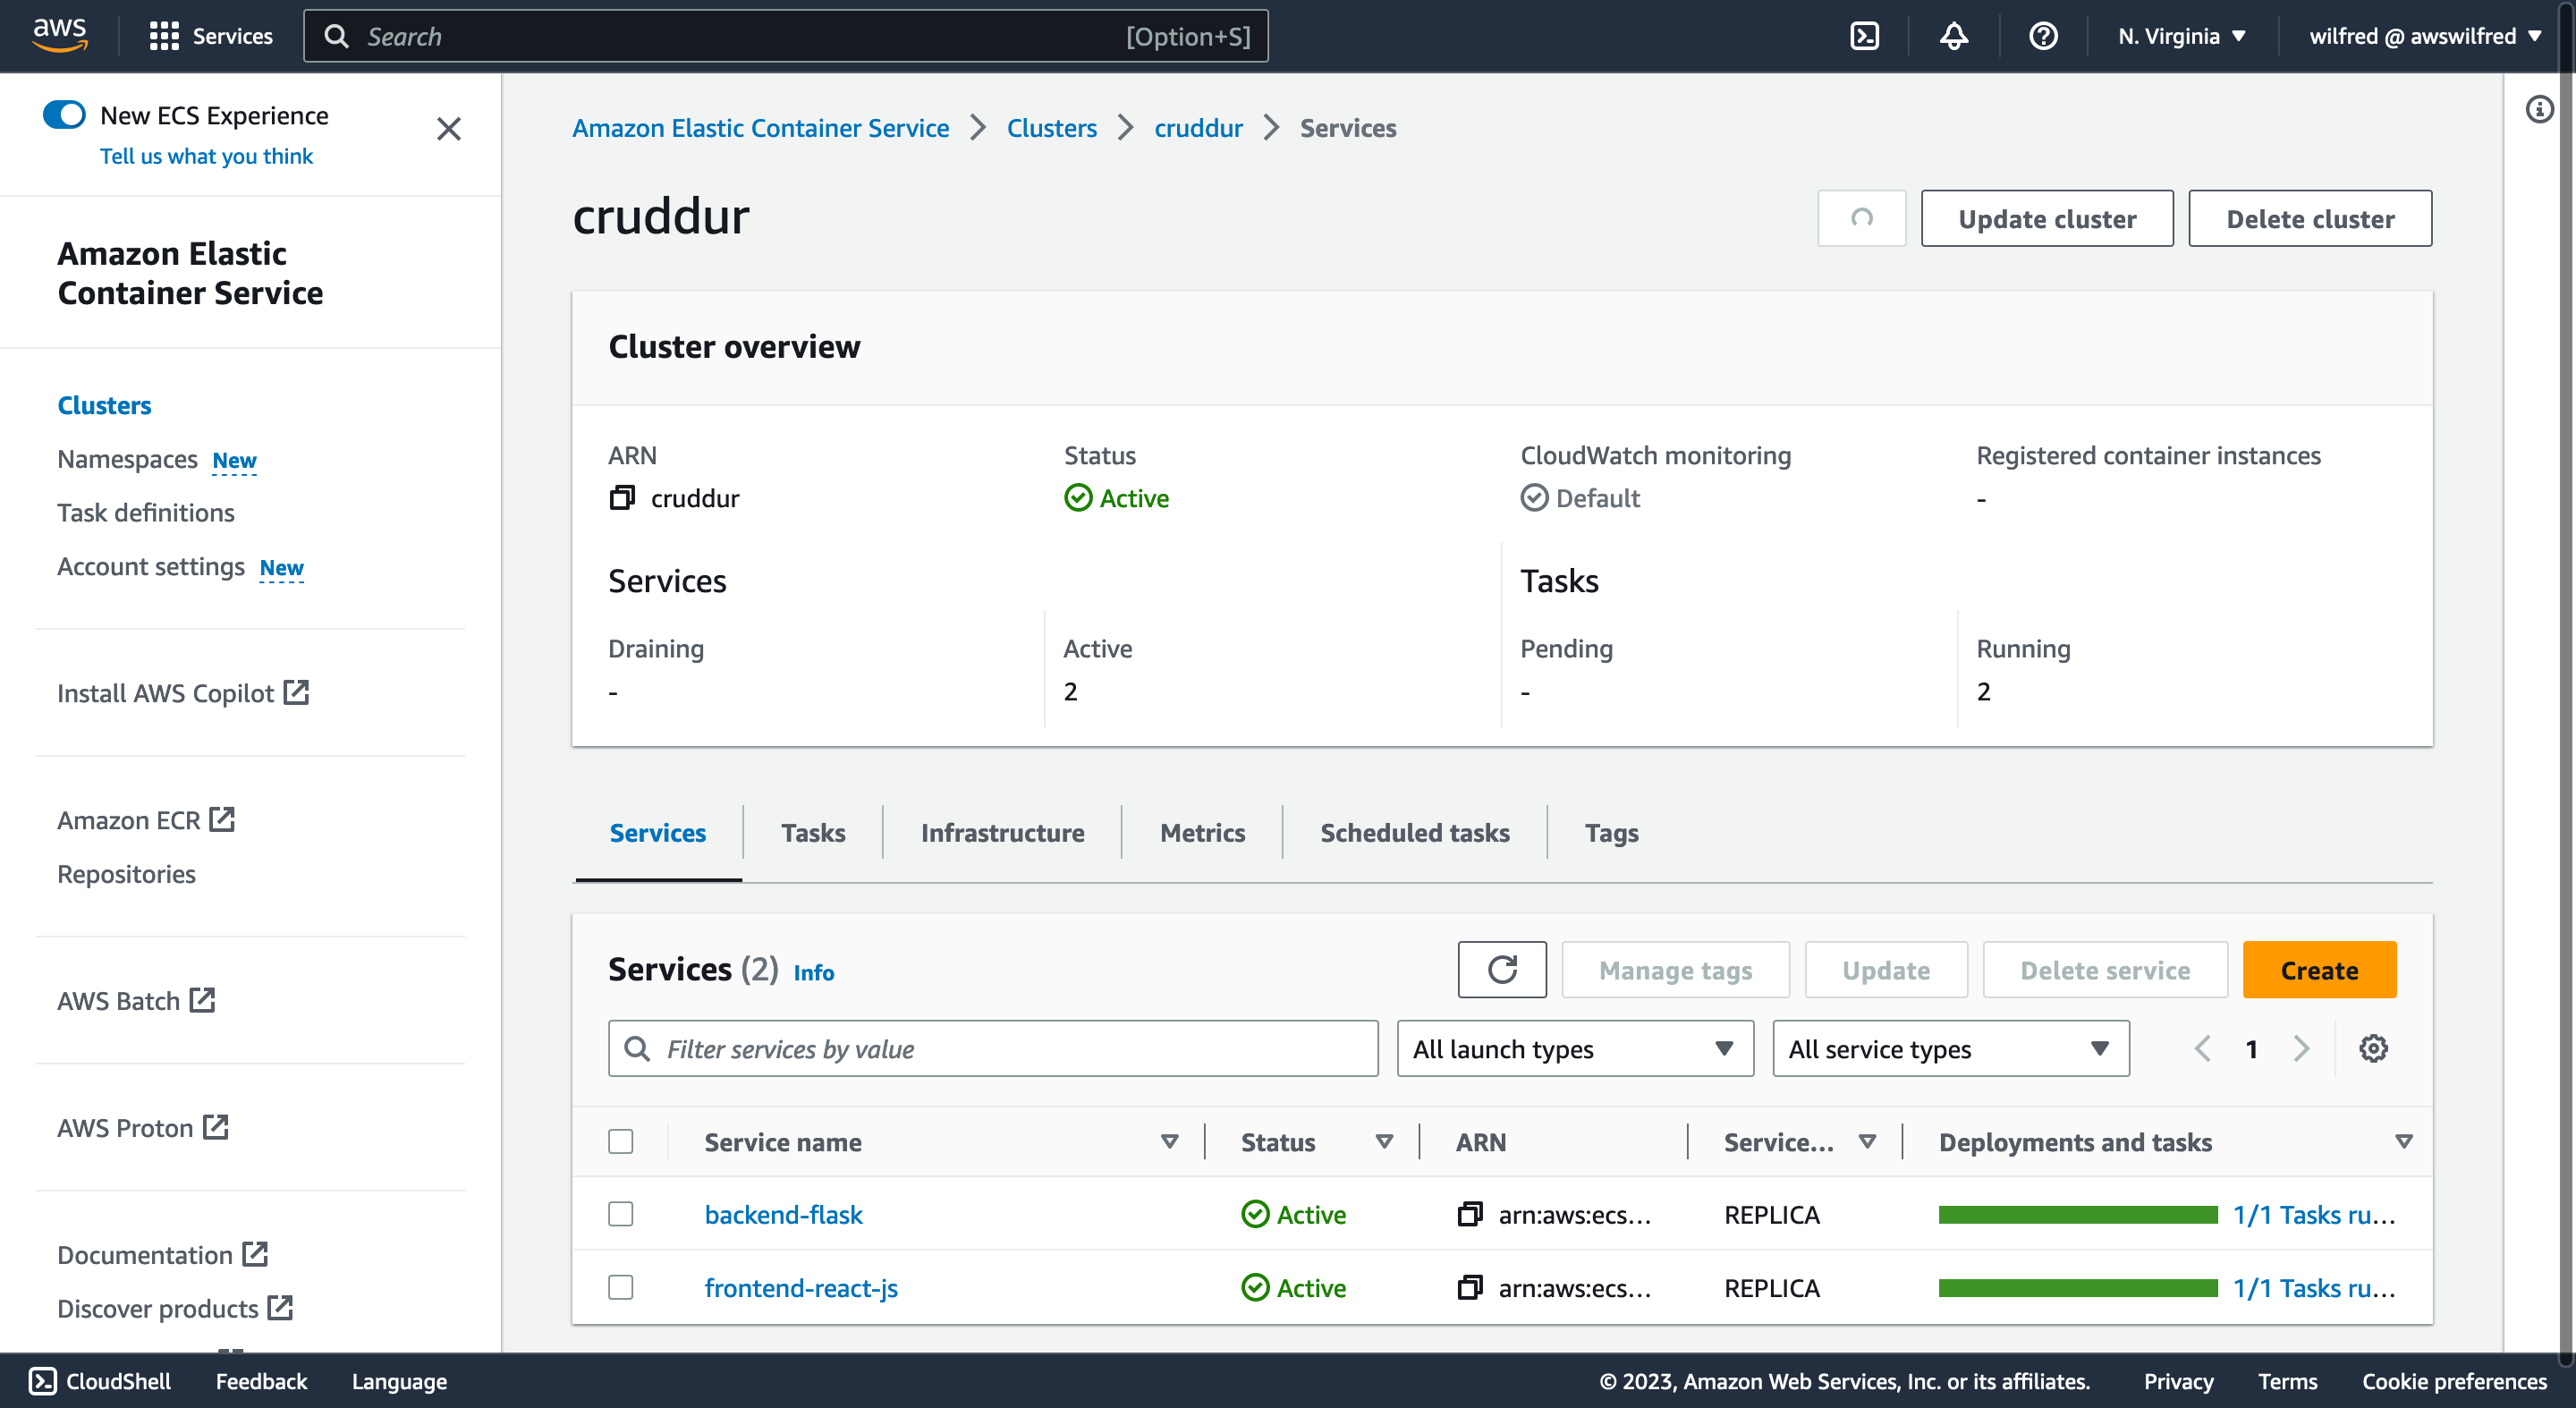 aws
Services
Search
[Option+S]
N. Virginia
wilfred @ awswilfred
New ECS Experience
Tell us what you think
Amazon Elastic
Container Service
Clusters
Namespaces New
Task definitions
Account settings New
Install AWS Copilot
Amazon ECR
Repositories
AWS Batch
AWS Proton
Documentation
Discover products
Amazon Elastic Container Service > Clusters > cruddur > Services
cruddur
Update cluster
Delete cluster
Cluster overview
ARN
cruddur
Status
Active
CloudWatch monitoring
Default
Registered container instances
-
Services
Tasks
Draining
-
Active
2
Pending
-
Running
2
Services
Tasks
Infrastructure
Metrics
Scheduled tasks
Tags
Services (2) Info
Manage tags
Update
Delete service
Create
Filter services by value
All launch types
All service types
1
Service name
Status
ARN
Service...
Deployments and tasks
backend-flask Active arn:aws:ecs... REPLICA 1/1 Tasks ru...
frontend-react-js Active arn:aws:ecs... REPLICA 1/1 Tasks ru...
CloudShell
Feedback
Language
© 2023, Amazon Web Services, Inc. or its affiliates.
Privacy
Terms
Cookie preferences